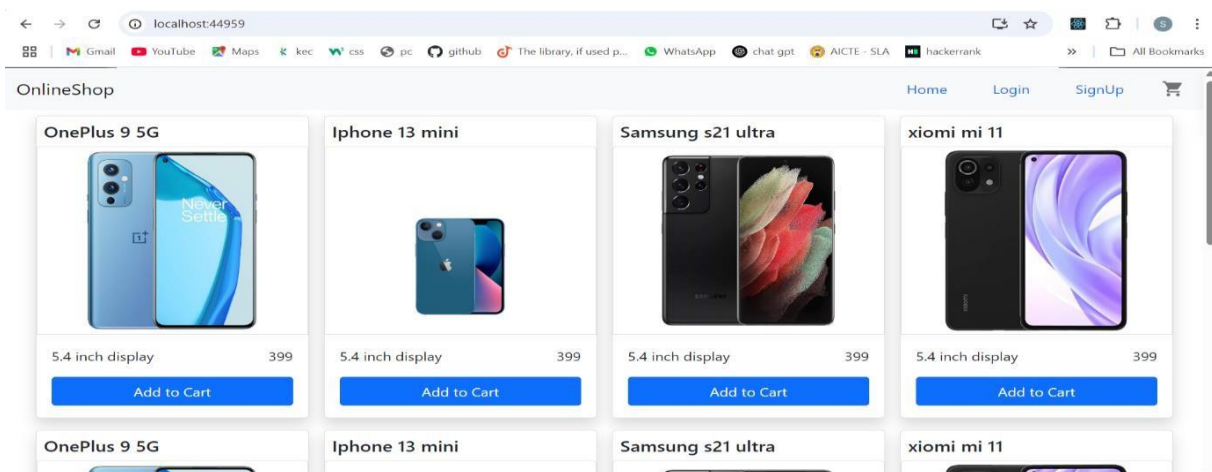 localhost:44959
S
Gmail YouTube Maps kec css pc github The library, if used p... WhatsApp chat gpt AICTE - SLA hackerrank » All Bookmarks
OnlineShop Home Login SignUp
OnePlus 9 5G Iphone 13 mini Samsung s21 ultra xiomi mi 11
Never
Settle
SAMSUNG
XIAOMI
5.4 inch display 399 5.4 inch display 399 5.4 inch display 399 5.4 inch display 399
Add to Cart Add to Cart Add to Cart Add to Cart
OnePlus 9 5G Iphone 13 mini Samsung s21 ultra xiomi mi 11